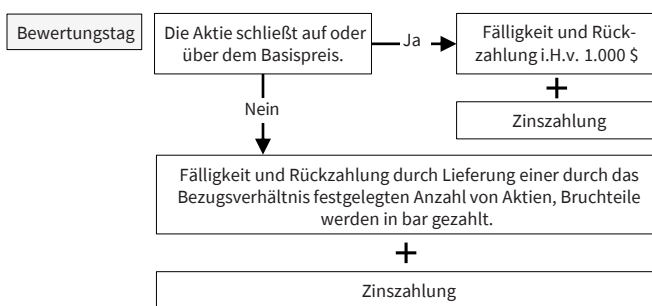 Bewertungstag
Die Aktie schließt auf oder
über dem Basispreis.
Ja
Fälligkeit und Rück-
zahlung i.H.v. 1.000 $
+
Zinszahlung
Nein
Fälligkeit und Rückzahlung durch Lieferung einer durch das
Bezugsverhältnis festgelegten Anzahl von Aktien, Bruchteile
werden in bar gezahlt.
+
Zinszahlung